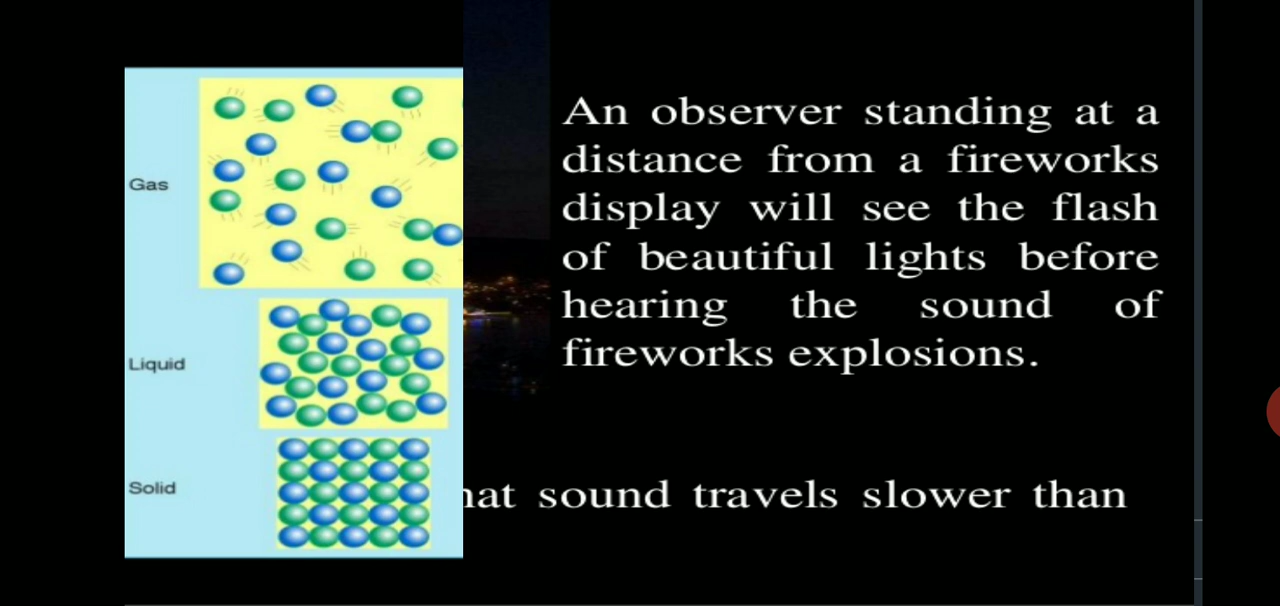 Gas
Liquid
Solid
An observer standing at a
distance from a fireworks
display will see the flash
of beautiful lights before
hearing the sound of
fireworks explosions.
sound travels slower than